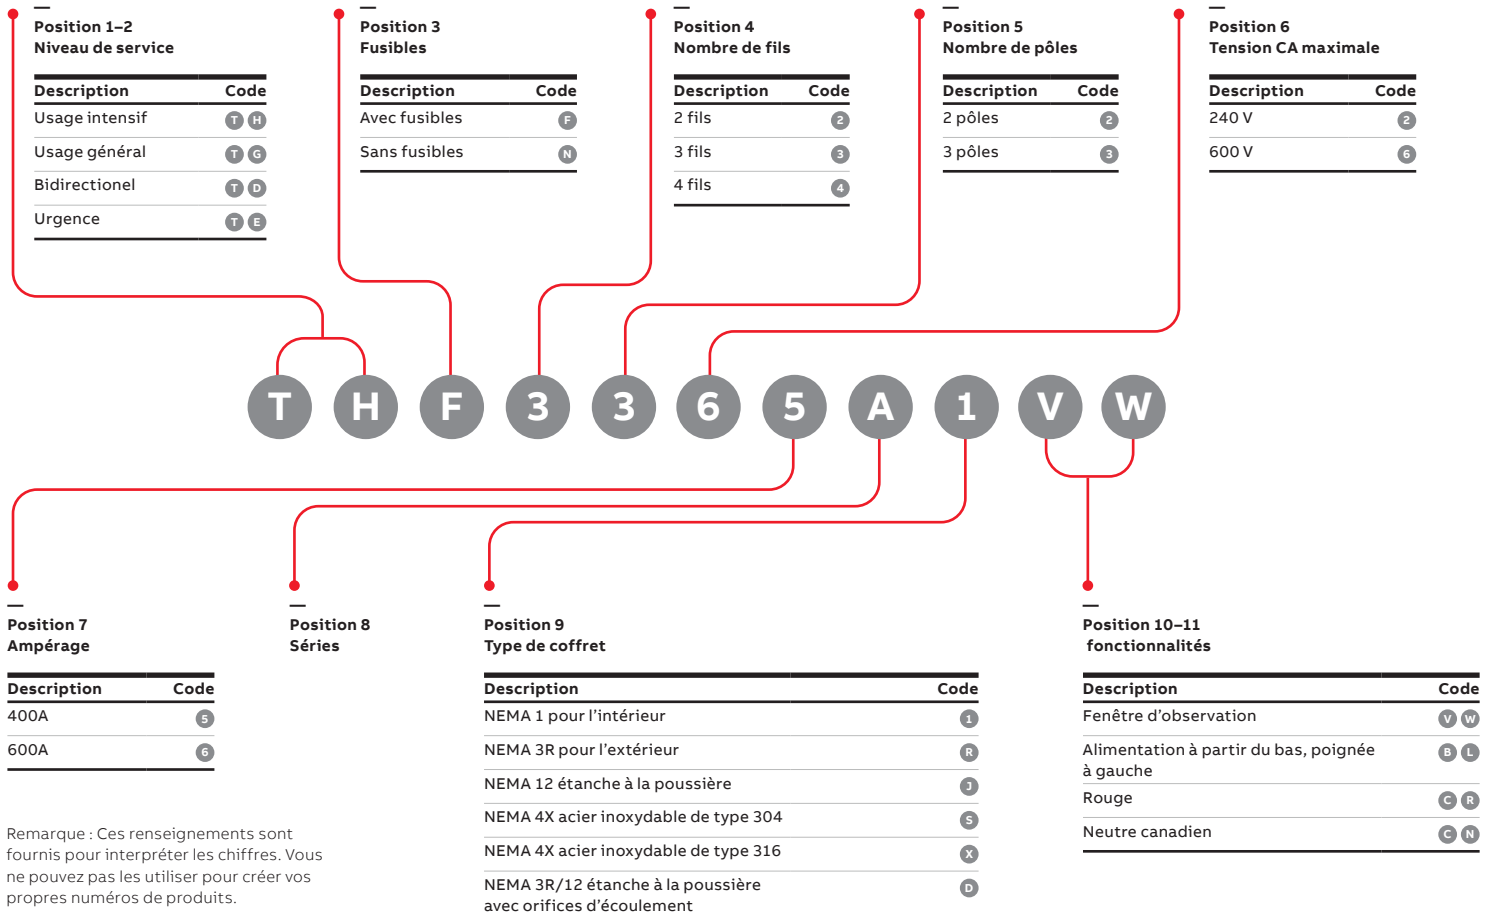 Position 1–2
Niveau de service
Description Code
Usage intensif T H
Usage général T G
Bidirectionel T D
Urgence T E
Position 3
Fusibles
Description Code
Avec fusibles F
Sans fusibles N
Position 4
Nombre de fils
Description Code
2 fils 2
3 fils 3
4 fils 4
Position 5
Nombre de pôles
Description Code
2 pôles 2
3 pôles 3
Position 6
Tension CA maximale
Description Code
240 V 2
600 V 6
T H F 3 3 6 5 A 1 V W
Position 7
Ampérage
Description Code
400A 5
600A 6
Remarque : Ces renseignements sont
fournis pour interpréter les chiffres. Vous
ne pouvez pas les utiliser pour créer vos
propres numéros de produits.
Position 8
Séries
Position 9
Type de coffret
Description Code
NEMA 1 pour l'intérieur 1
NEMA 3R pour l'extérieur R
NEMA 12 étanche à la poussière J
NEMA 4X acier inoxydable de type 304 S
NEMA 4X acier inoxydable de type 316 X
NEMA 3R/12 étanche à la poussière D
avec orifices d'écoulement
Position 10–11
fonctionnalités
Description Code
Fenêtre d'observation V W
Alimentation à partir du bas, poignée B L
à gauche
Rouge C R
Neutre canadien C N